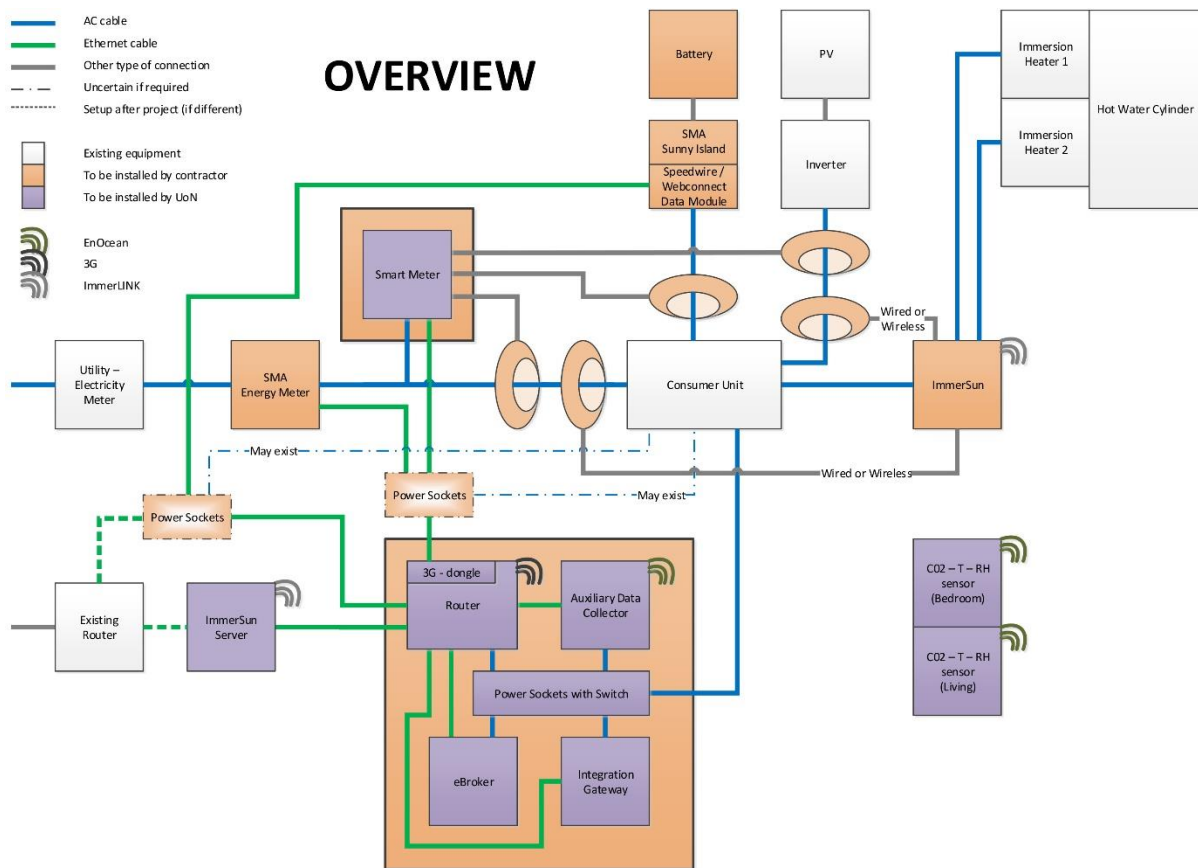 AC cable
Ethernet cable
Other type of connection
Uncertain if required
Setup after project (if different)
Existing equipment
To be installed by contractor
To be installed by UoN
EnOcean
3G
ImmerLINK
OVERVIEW
Battery
PV
Immersion
Heater 1
Hot Water Cylinder
SMA
Sunny Island
Speedwire /
Webconnect
Data Module
Inverter
Immersion
Heater 2
Smart Meter
Wired or
Wireless
Utility –
Electricity
Meter
SMA
Energy Meter
Consumer Unit
ImmerSun
May exist
Wired or Wireless
Power Sockets
May exist
Power Sockets
3G - dongle
Router
Auxiliary Data
Collector
C02 – T – RH
sensor
(Bedroom)
Existing
Router
ImmerSun
Server
C02 – T – RH
sensor
(Living)
Power Sockets with Switch
eBroker
Integration
Gateway